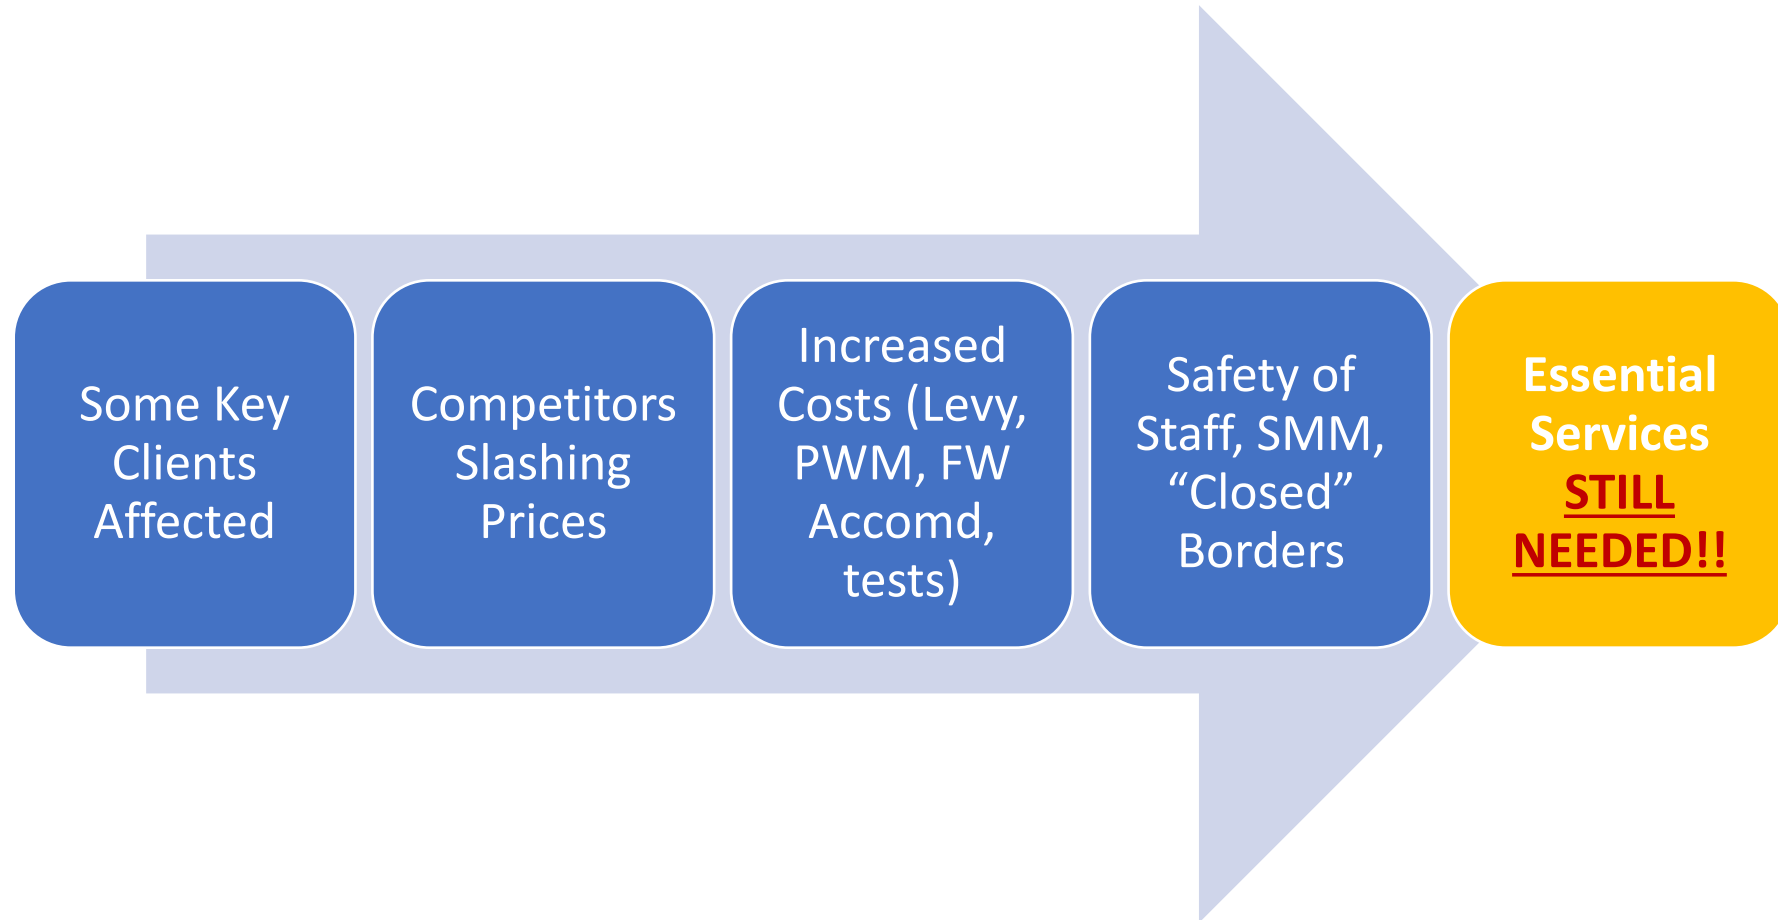 Some Key
Clients
Affected
Competitors
Slashing
Prices
Increased
Costs (Levy,
PWM, FW
Accomd,
tests)
Safety of
Staff, SMM,
“Closed”
Borders
Essential
Services
STILL
NEEDED!!